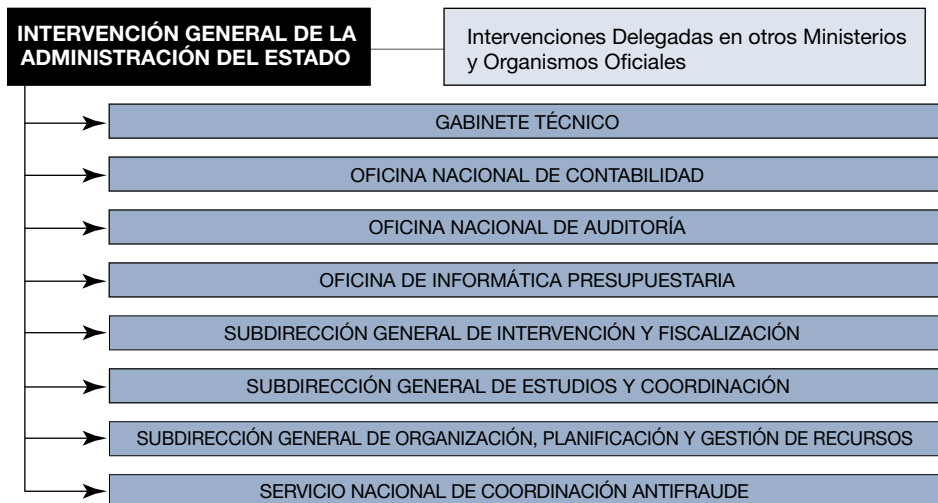 INTERVENCIÓN GENERAL DE LA
ADMINISTRACIÓN DEL ESTADO
Intervenciones Delegadas en otros Ministerios
y Organismos Oficiales
GABINETE TÉCNICO
OFICINA NACIONAL DE CONTABILIDAD
OFICINA NACIONAL DE AUDITORÍA
OFICINA DE INFORMÁTICA PRESUPUESTARIA
SUBDIRECCIÓN GENERAL DE INTERVENCIÓN Y FISCALIZACIÓN
SUBDIRECCIÓN GENERAL DE ESTUDIOS Y COORDINACIÓN
SUBDIRECCIÓN GENERAL DE ORGANIZACIÓN, PLANIFICACIÓN Y GESTIÓN DE RECURSOS
SERVICIO NACIONAL DE COORDINACIÓN ANTIFRAUDE